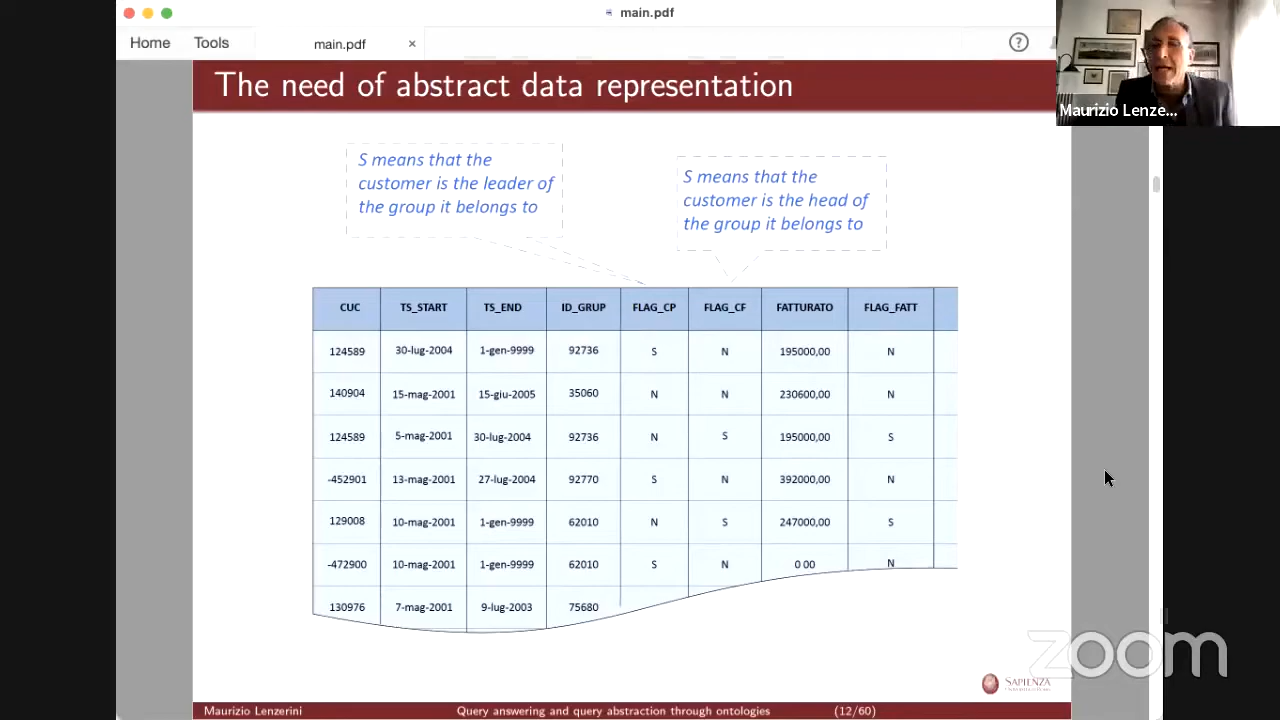 main.pdf
Home Tools main.pdf ×
?
Maurizio Lenze...
The need of abstract data representation
S means that the
customer is the leader of
the group it belongs to
S means that the
customer is the head of
the group it belongs to
CUC TS_START TS_END ID_GRUP FLAG_CP FLAG_CF FATTURATO FLAG_FATT
124589 30-lug-2004 1-gen-9999 92736 S N 195000,00 N
140904 15-mag-2001 15-giu-2005 35060 N N 230600,00 N
124589 5-mag-2001 30-lug-2004 92736 N S 195000,00 S
-452901 13-mag-2001 27-lug-2004 92770 S N 392000,00 N
129008 10-mag-2001 1-gen-9999 62010 N S 247000,00 S
-472900 10-mag-2001 1-gen-9999 62010 S N 0 00 N
130976 7-mag-2001 9-lug-2003 75680
zoom
SAPIENZA
Maurizio Lenzerini Query answering and query abstraction through ontologies (12/60)